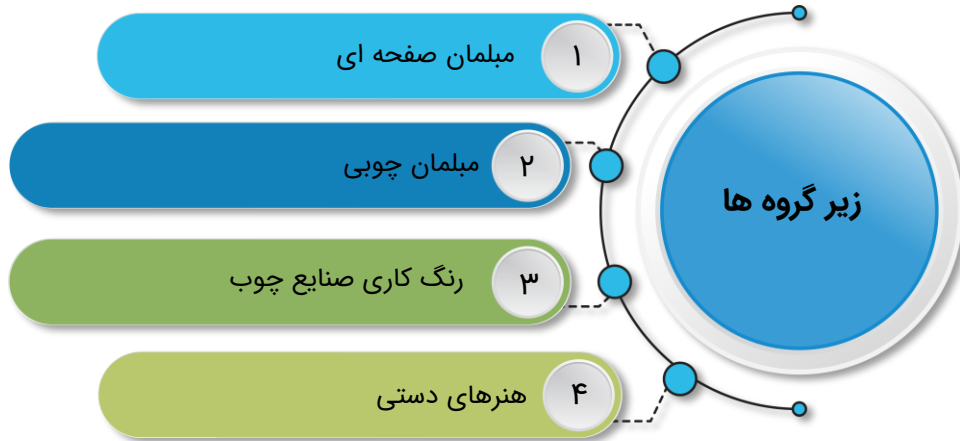 زیر گروه ها
۱ مبلمان صفحه ای
۲ مبلمان چوبی
۳ رنگ کاری صنایع چوب
۴ هنرهای دستی